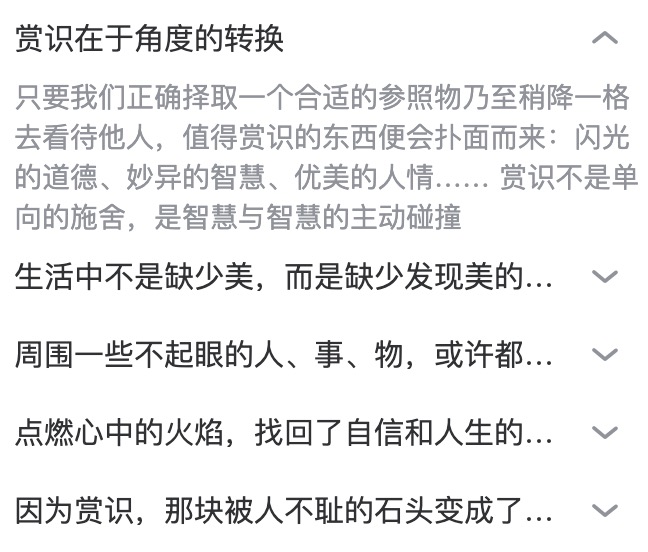 赏识在于角度的转换
只要我们正确择取一个合适的参照物乃至稍降一格
去看待他人，值得赏识的东西便会扑面而来：闪光
的道德、妙异的智慧、优美的人情…… 赏识不是单
向的施舍，是智慧与智慧的主动碰撞
生活中不是缺少美，而是缺少发现美的...
周围一些不起眼的人、事、物，或许都...
点燃心中的火焰，找回了自信和人生的...
因为赏识，那块被人不耻的石头变成了...